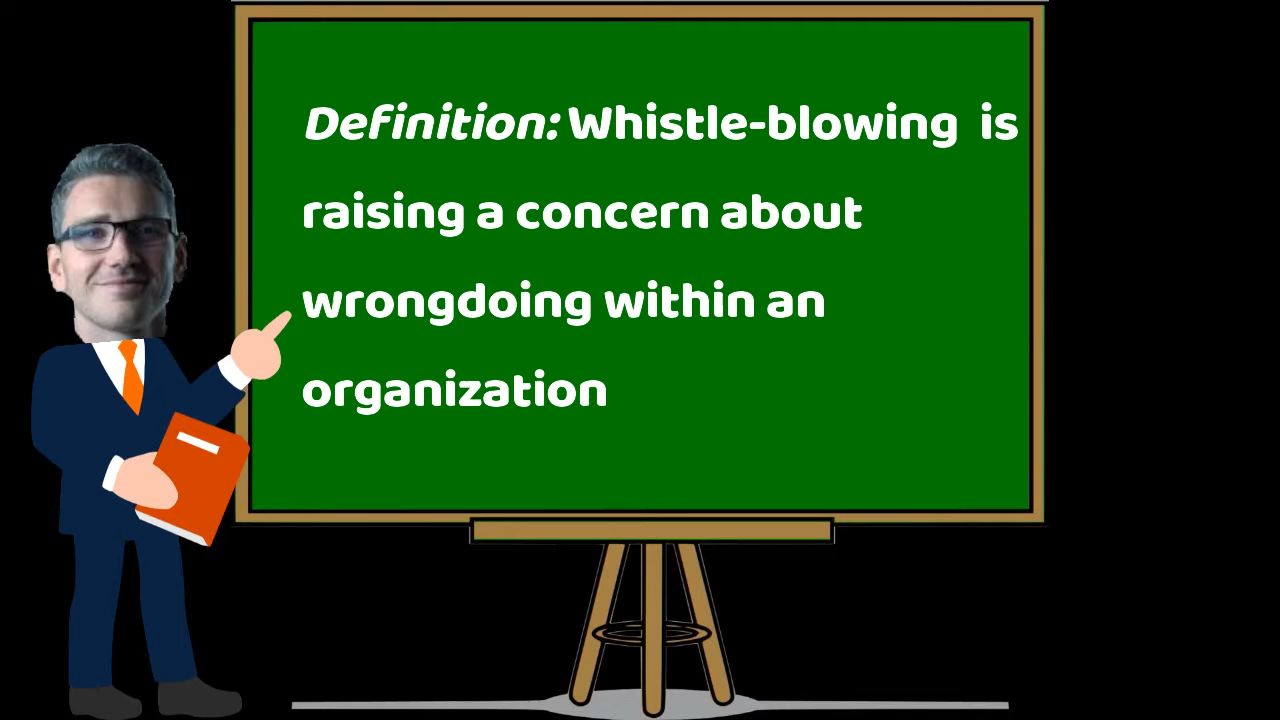 Definition: Whistle-blowing is
raising a concern about
wrongdoing within an
organization